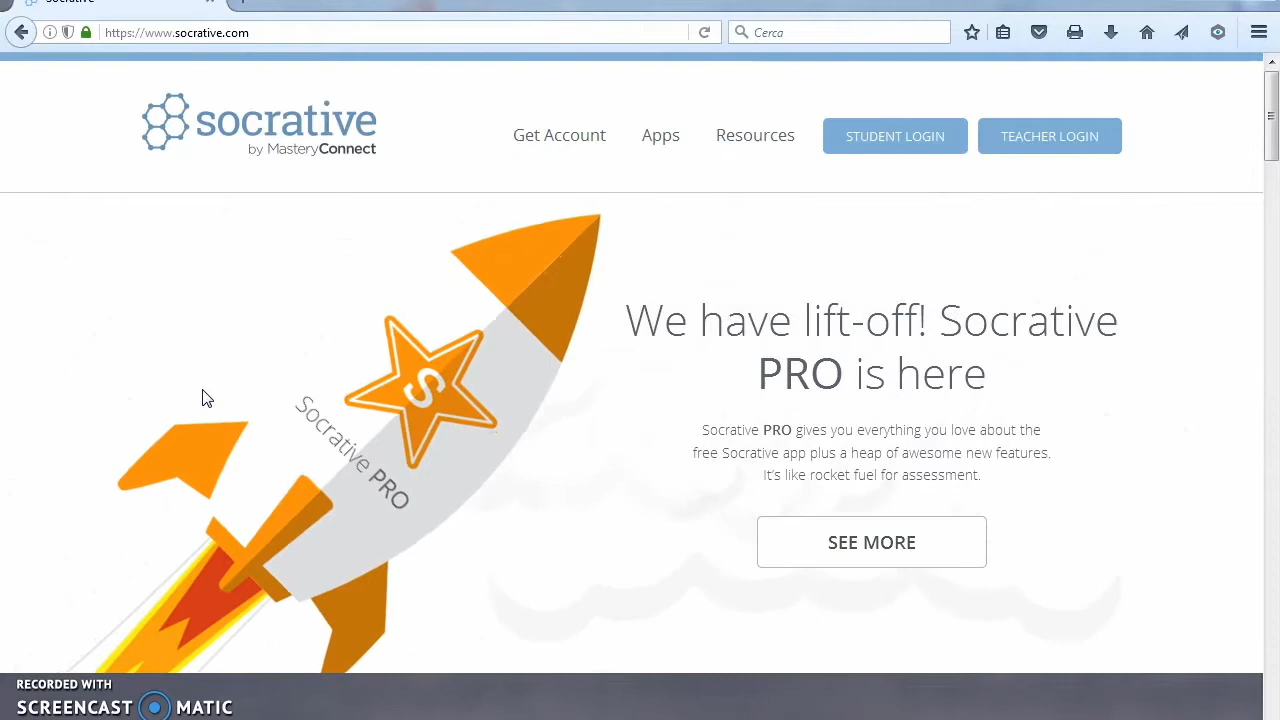 Socrative
https://www.socrative.com
Cerca
socrative
by MasteryConnect
Get Account
Apps
Resources
STUDENT LOGIN
TEACHER LOGIN
S
Socrative PRO
We have lift-off! Socrative
PRO is here
Socrative PRO gives you everything you love about the
free Socrative app plus a heap of awesome new features.
It's like rocket fuel for assessment.
SEE MORE
RECORDED WITH
SCREENCAST MATIC